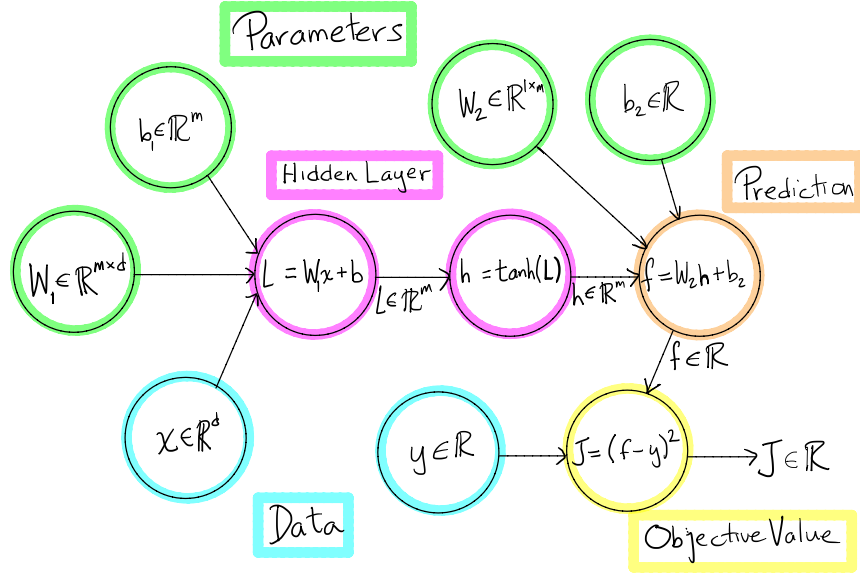 Parameters
b₁∈ℝᵐ
W₂∈ℝ¹ˣᵐ
b₂∈ℝ
Hidden Layer
Prediction
W₁∈ℝᵐˣᵈ
L = W₁x+b
L∈ℝᵐ
h = tanh(L)
h∈ℝᵐ
f = W₂h+b₂
f∈ℝ
x∈ℝᵈ
y∈ℝ
J=(f-y)²
J∈ℝ
Data
Objective Value